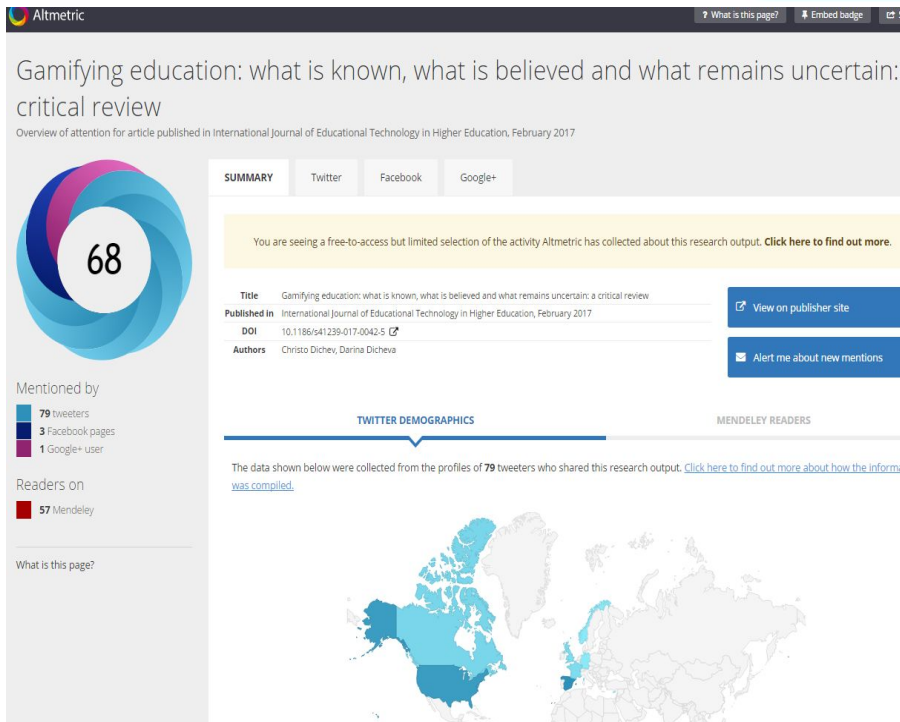 Altmetric
? What is this page?
Embed badge
Gamifying education: what is known, what is believed and what remains uncertain:
critical review
Overview of attention for article published in International Journal of Educational Technology in Higher Education, February 2017
68
SUMMARY
Twitter
Facebook
Google+
You are seeing a free-to-access but limited selection of the activity Altmetric has collected about this research output. Click here to find out more.
Title Gamifying education: what is known, what is believed and what remains uncertain: a critical review
Published in International Journal of Educational Technology in Higher Education, February 2017
DOI 10.1186/s41239-017-0042-5
Authors Christo Dichev, Darina Dicheva
View on publisher site
Alert me about new mentions
Mentioned by
79 tweeters
3 Facebook pages
1 Google+ user
Readers on
57 Mendeley
What is this page?
TWITTER DEMOGRAPHICS
MENDELEY READERS
The data shown below were collected from the profiles of 79 tweeters who shared this research output. Click here to find out more about how the informa
was compiled.